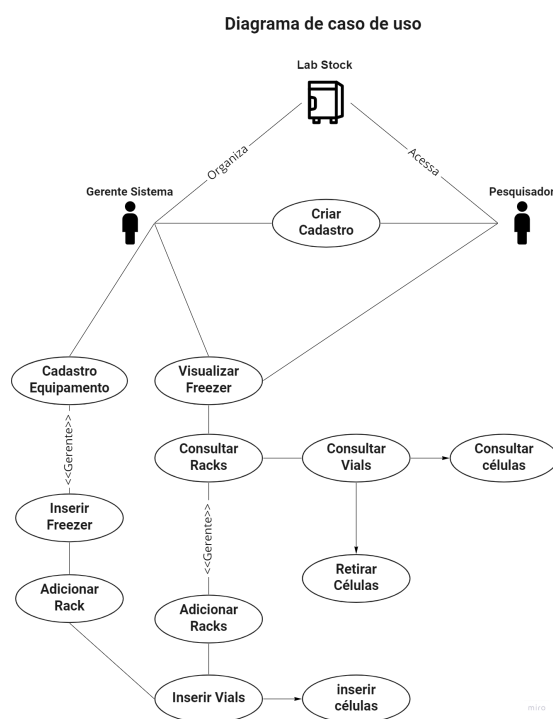 Diagrama de caso de uso
Lab Stock
Organiza
Acessa
Gerente Sistema
Pesquisador
Criar
Cadastro
Cadastro
Equipamento
Visualizar
Freezer
<<Gerente>>
Consultar
Racks
Consultar
Vials
Consultar
células
Inserir
Freezer
<<Gerente>>
Retirar
Células
Adicionar
Rack
Adicionar
Racks
Inserir Vials
inserir
células
miro